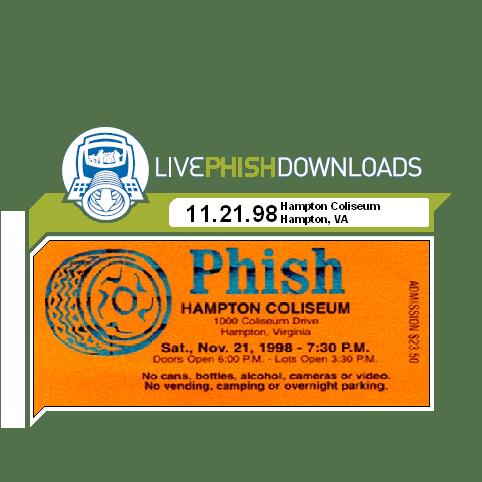 LIVEPHISHDOWNLOADS
11.21.98 Hampton Coliseum
Hampton, VA
Phish
HAMPTON COLISEUM
1000 Coliseum Drive
Hampton, Virginia
Sat., Nov. 21, 1998 - 7:30 P.M.
Doors Open 6:00 P.M. - Lots Open 3:30 P.M.
No cans, bottles, alcohol, cameras or video.
No vending, camping or overnight parking.
ADMISSION $23.50